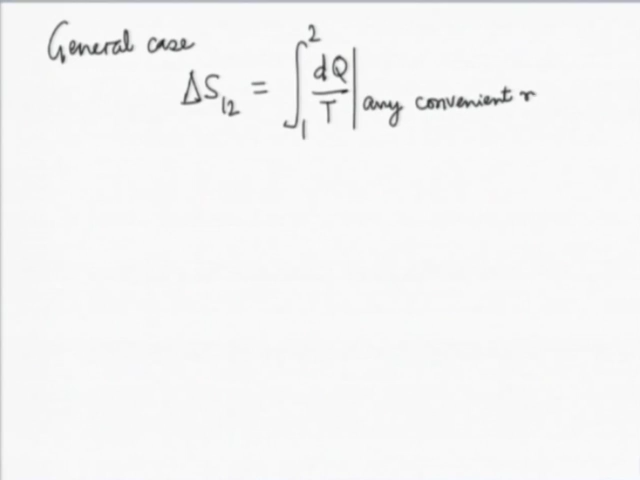 General case
ΔS₁₂ = ∫₁² dQ/T | any convenient r